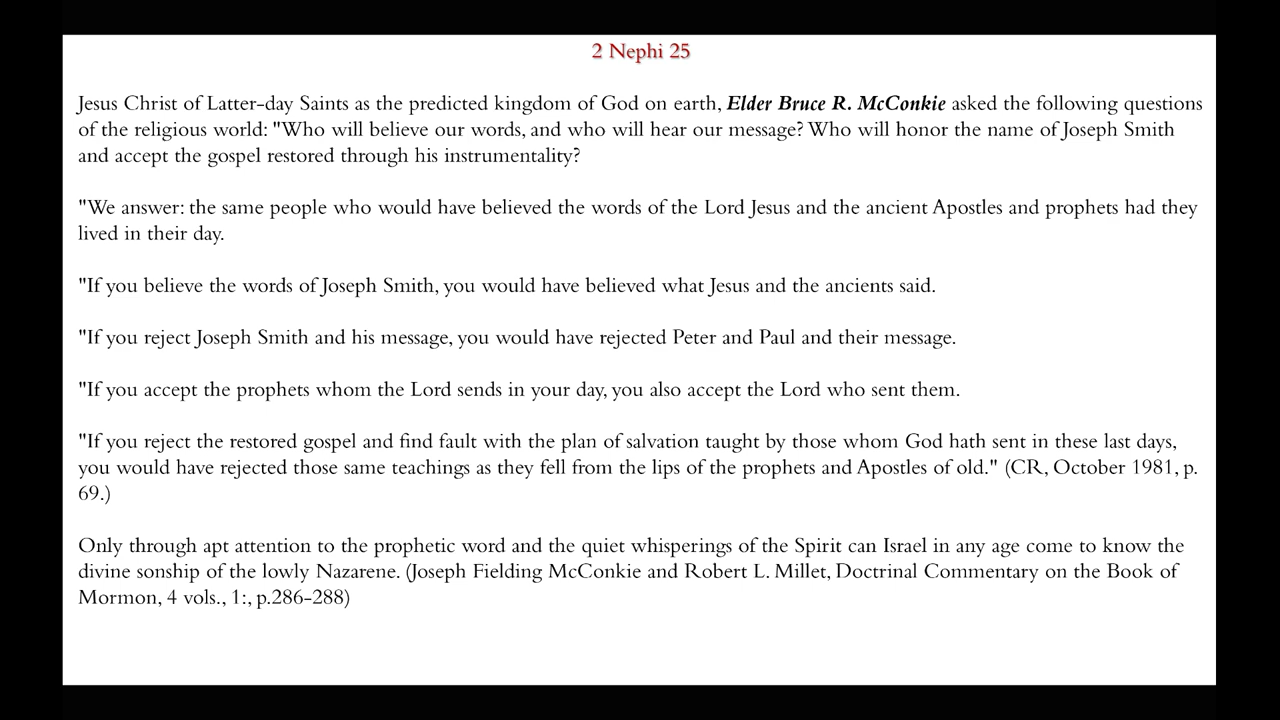 2 Nephi 25
Jesus Christ of Latter-day Saints as the predicted kingdom of God on earth, Elder Bruce R. McConkie asked the following questions
of the religious world: "Who will believe our words, and who will hear our message? Who will honor the name of Joseph Smith
and accept the gospel restored through his instrumentality?
"We answer: the same people who would have believed the words of the Lord Jesus and the ancient Apostles and prophets had they
lived in their day.
"If you believe the words of Joseph Smith, you would have believed what Jesus and the ancients said.
"If you reject Joseph Smith and his message, you would have rejected Peter and Paul and their message.
"If you accept the prophets whom the Lord sends in your day, you also accept the Lord who sent them.
"If you reject the restored gospel and find fault with the plan of salvation taught by those whom God hath sent in these last days,
you would have rejected those same teachings as they fell from the lips of the prophets and Apostles of old." (CR, October 1981, p.
69.)
Only through apt attention to the prophetic word and the quiet whisperings of the Spirit can Israel in any age come to know the
divine sonship of the lowly Nazarene. (Joseph Fielding McConkie and Robert L. Millet, Doctrinal Commentary on the Book of
Mormon, 4 vols., 1:, p.286-288)